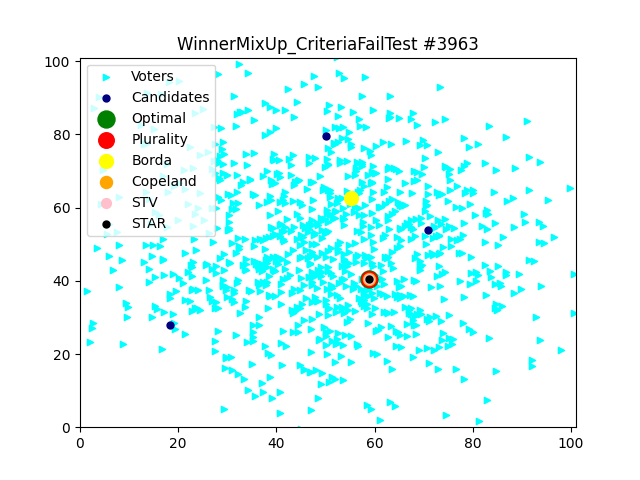 WinnerMixUp_CriteriaFailTest #3963
100
80
60
40
20
0
0 20 40 60 80 100
Voters
Candidates
Optimal
Plurality
Borda
Copeland
STV
STAR